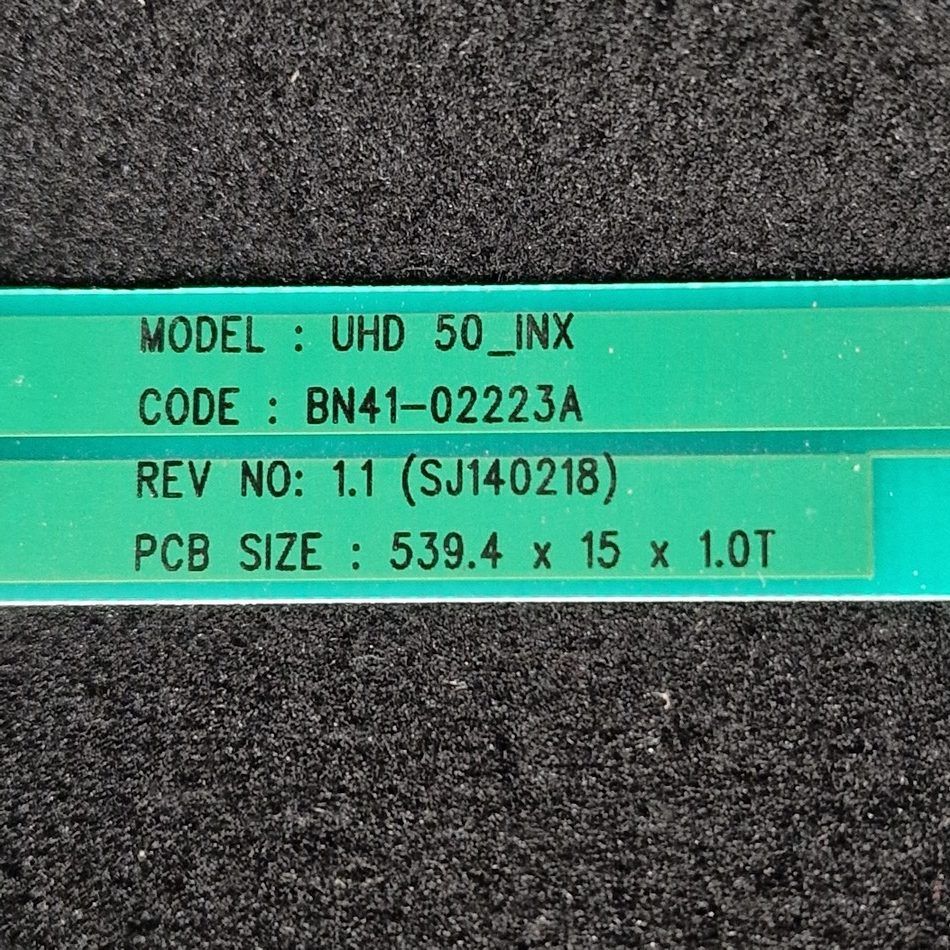 MODEL : UHD 50_INX
CODE : BN41-02223A
REV NO: 1.1 (SJ140218)
PCB SIZE : 539.4 x 15 x 1.0T